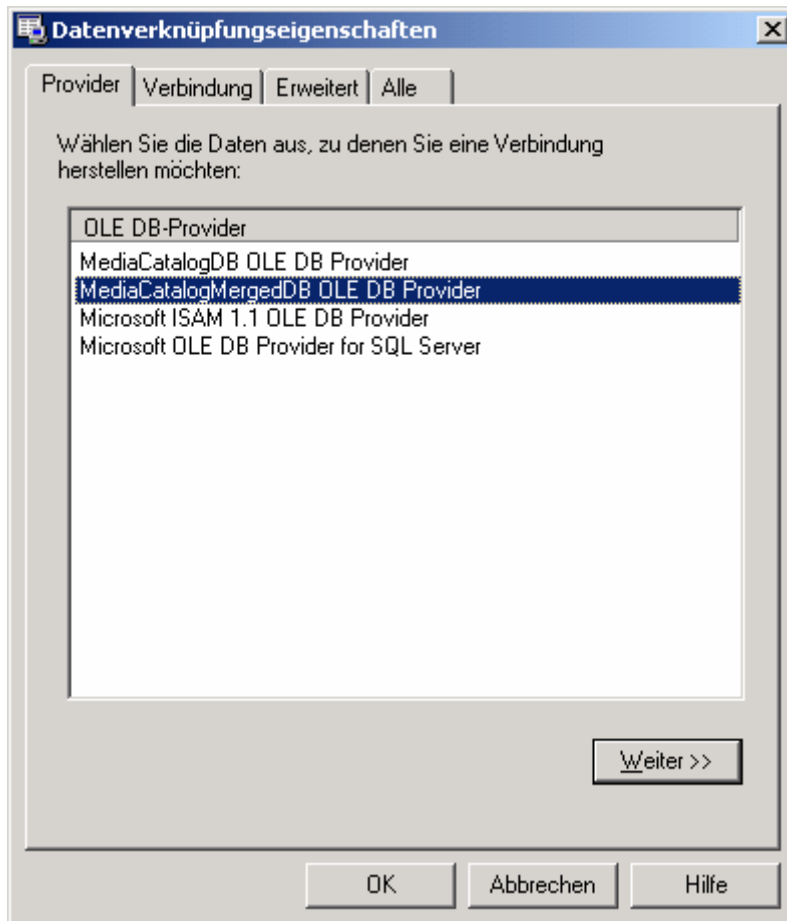 Datenverknüpfungseigenschaften
Provider Verbindung Erweitert Alle
Wählen Sie die Daten aus, zu denen Sie eine Verbindung
herstellen möchten:
OLE DB-Provider
MediaCatalogDB OLE DB Provider
MediaCatalogMergedDB OLE DB Provider
Microsoft ISAM 1.1 OLE DB Provider
Microsoft OLE DB Provider for SQL Server
Weiter >>
OK Abbrechen Hilfe